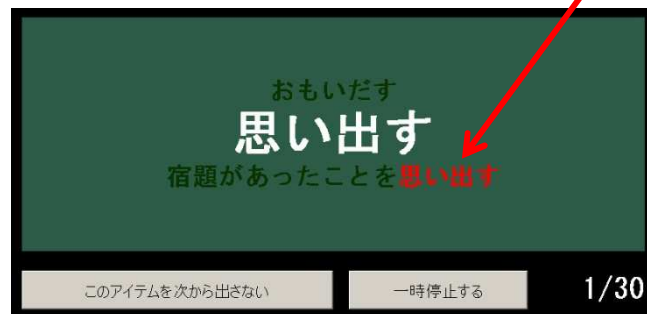 おもいだす
思い出す
宿題があったことを思い出す
このアイテムを次から出さない
一時停止する
1/30